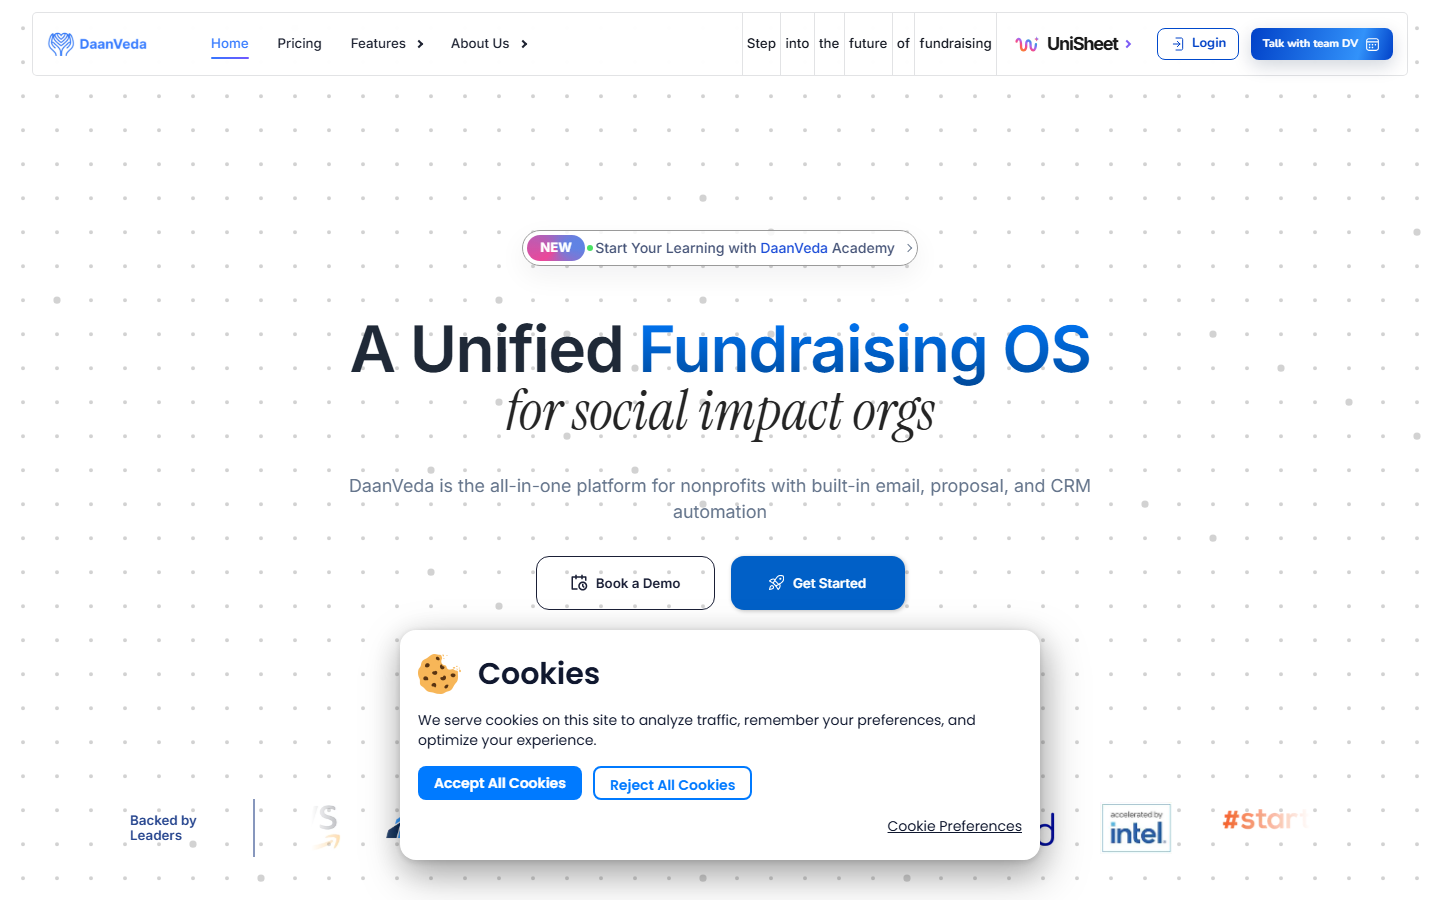 DaanVeda
Home
Pricing
Features
About Us
Step into the future of fundraising
UniSheet
Login
Talk with team DV
NEW
Start Your Learning with DaanVeda Academy
A Unified Fundraising OS
for social impact orgs
DaanVeda is the all-in-one platform for nonprofits with built-in email, proposal, and CRM
automation
Book a Demo
Get Started
Cookies
We serve cookies on this site to analyze traffic, remember your preferences, and
optimize your experience.
Accept All Cookies
Reject All Cookies
Cookie Preferences
Backed by
Leaders
accelerated by
intel.
#start